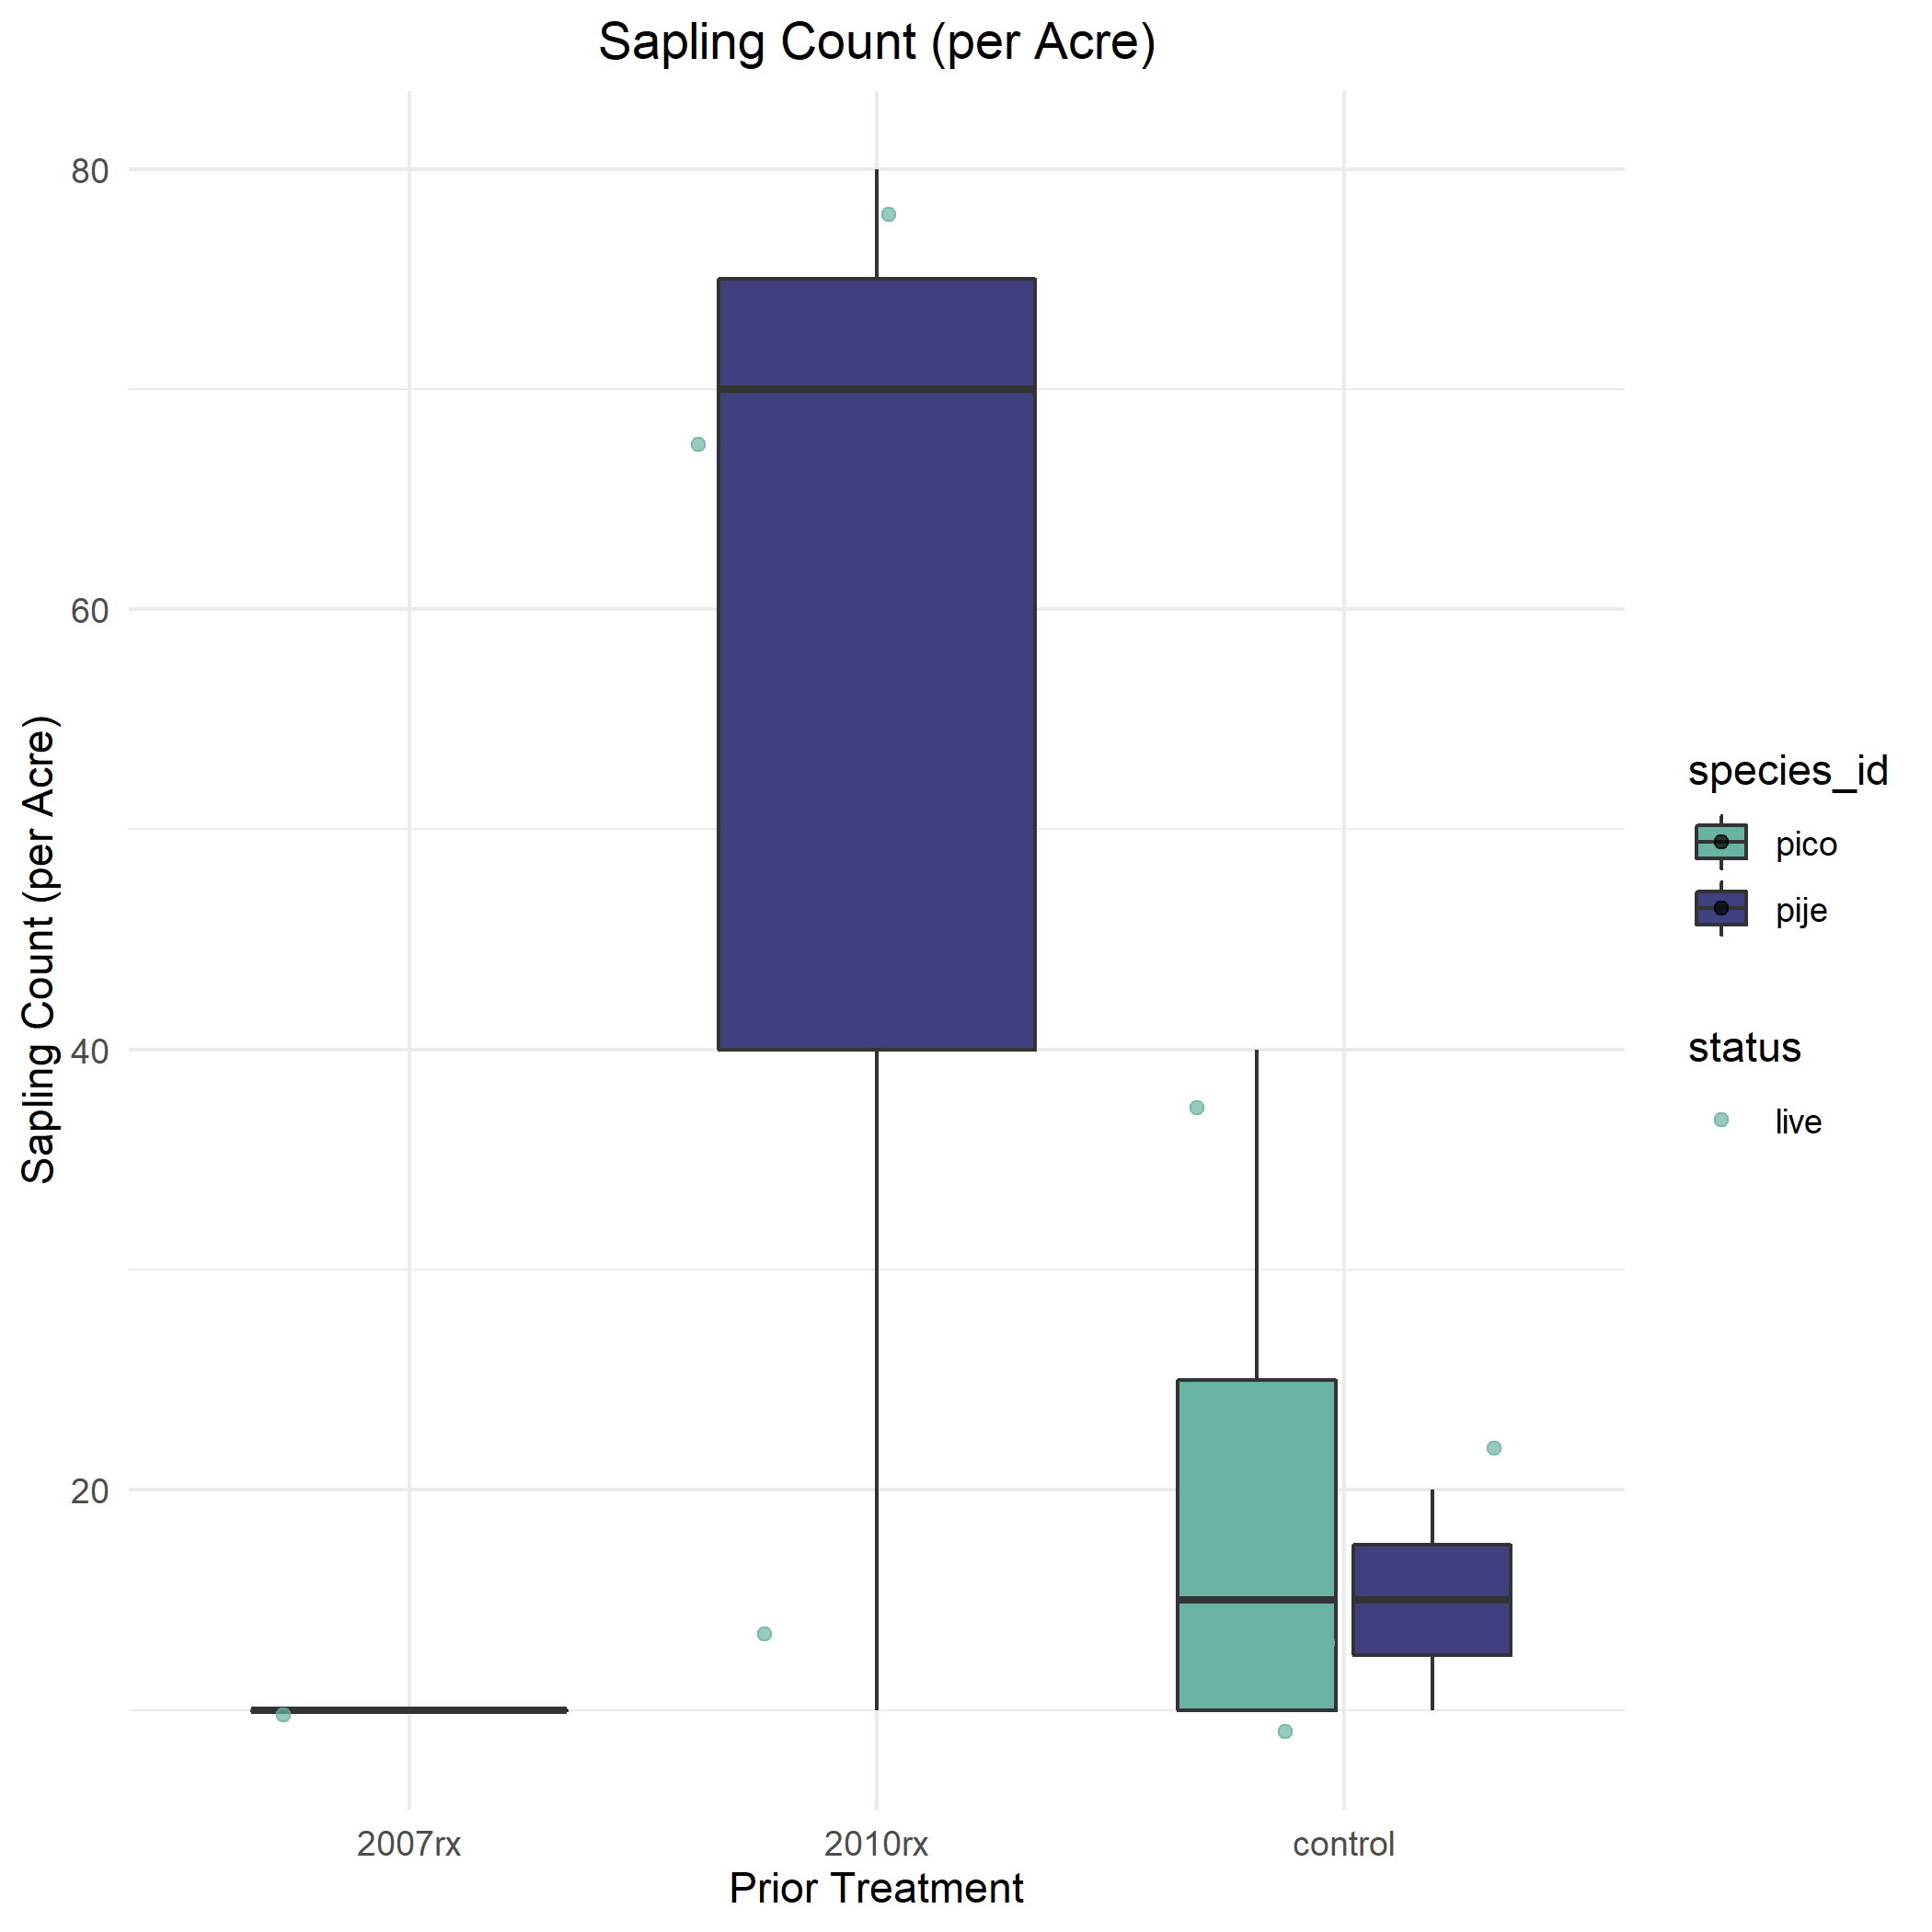 Sapling Count (per Acre)
Sapling Count (per Acre)
80
60
40
20
2007rx
2010rx
control
Prior Treatment
species_id
pico
pije
status
live